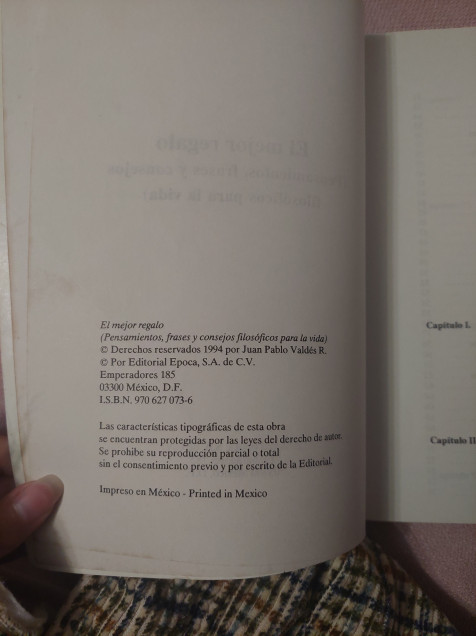 El mejor regalo
(Pensamientos, frases y consejos filosóficos para la vida)
© Derechos reservados 1994 por Juan Pablo Valdés R.
© Por Editorial Epoca, S.A. de C.V.
Emperadores 185
03300 México, D.F.
I.S.B.N. 970 627 073-6
Las características tipográficas de esta obra
se encuentran protegidas por las leyes del derecho de autor.
Se prohibe su reproducción parcial o total
sin el consentimiento previo y por escrito de la Editorial.
Impreso en México - Printed in Mexico
Capítulo I.
Capítulo II